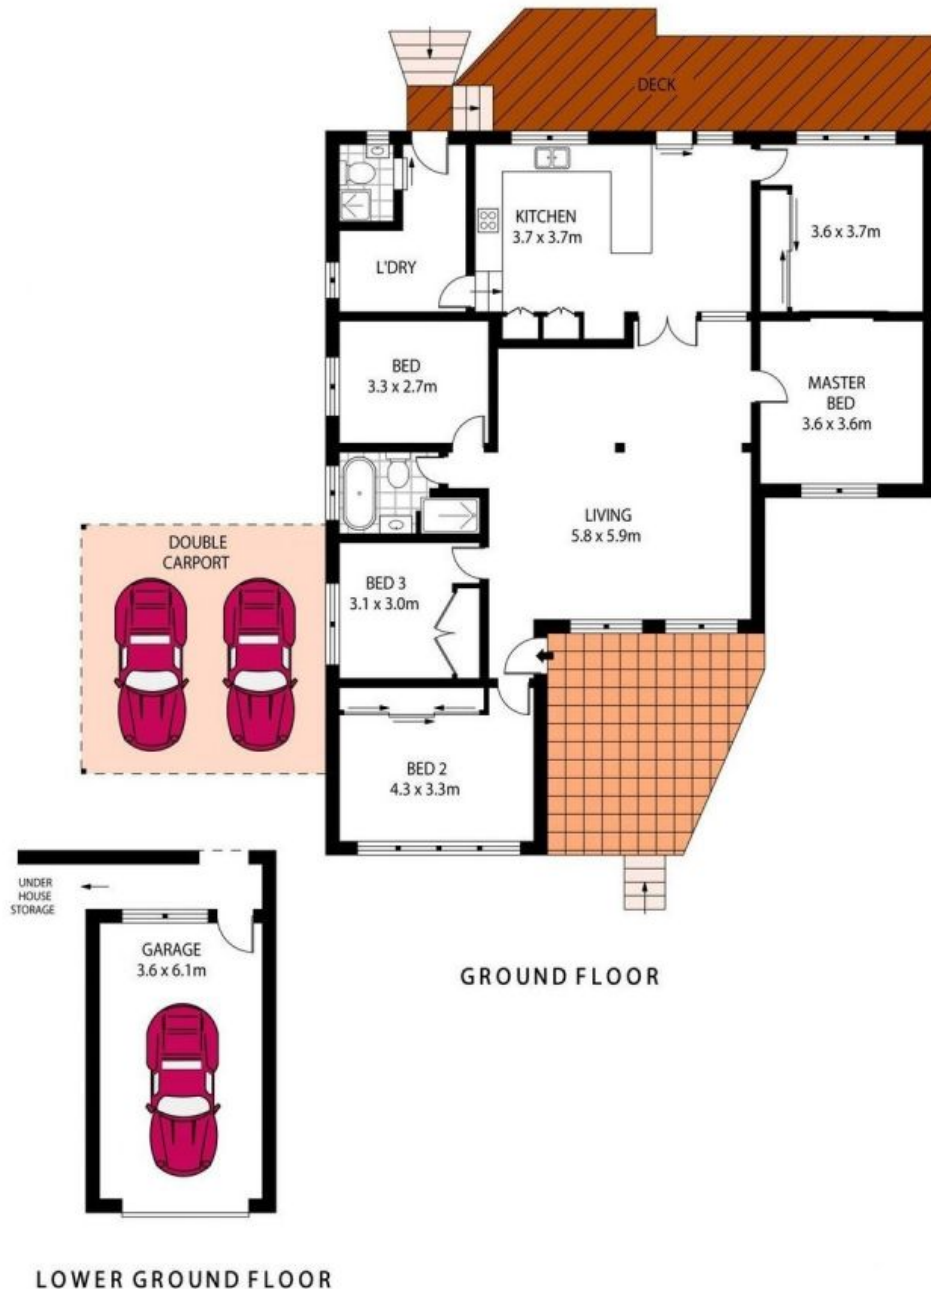 DECK
KITCHEN
3.7 x 3.7m
3.6 x 3.7m
L'DRY
BED
3.3 x 2.7m
MASTER
BED
3.6 x 3.6m
LIVING
5.8 x 5.9m
DOUBLE
CARPORT
BED 3
3.1 x 3.0m
BED 2
4.3 x 3.3m
UNDER
HOUSE
STORAGE
GARAGE
3.6 x 6.1m
GROUND FLOOR
LOWER GROUND FLOOR